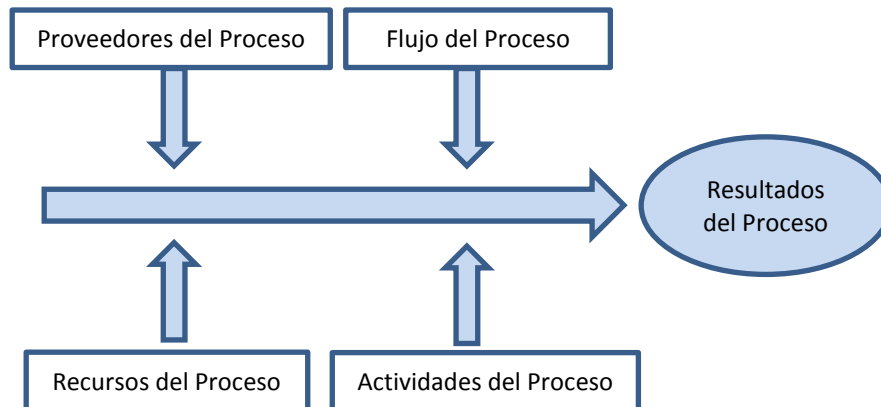 Proveedores del Proceso
Flujo del Proceso
Resultados
del Proceso
Recursos del Proceso
Actividades del Proceso